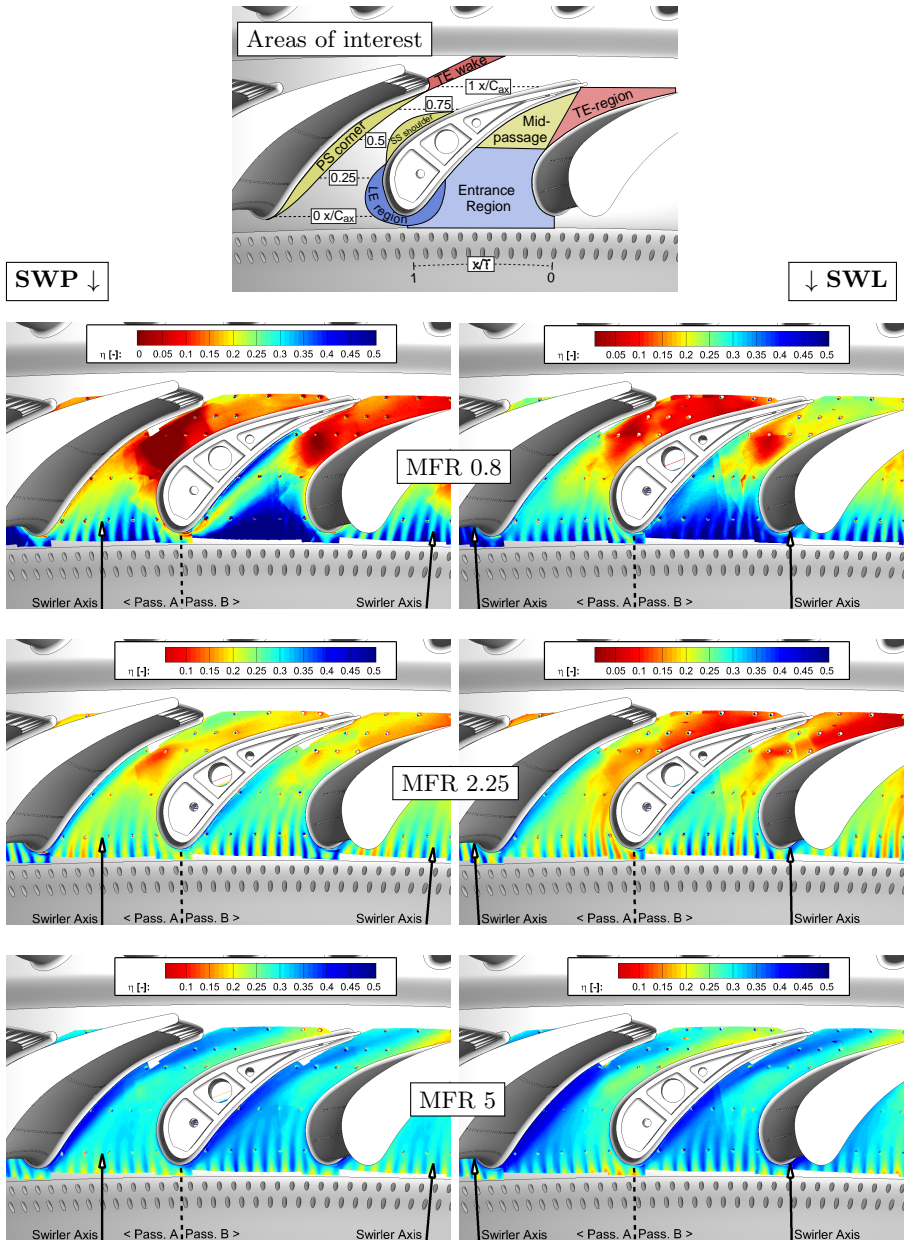 Areas of interest
TE wake
1 x/Cax
TE-region
0.75
Mid-
passage
SS shoulder
0.5
PS corner
0.25
LE region
Entrance
Region
0 x/Cax
x/T
1
0
SWP ↓
↓ SWL
η [-]: 0 0.05 0.1 0.15 0.2 0.25 0.3 0.35 0.4 0.45 0.5
η [-]: 0.05 0.1 0.15 0.2 0.25 0.3 0.35 0.4 0.45 0.5
MFR 0.8
Swirler Axis < Pass. A Pass. B > Swirler Axis
Swirler Axis < Pass. A Pass. B > Swirler Axis
η [-]: 0.1 0.15 0.2 0.25 0.3 0.35 0.4 0.45 0.5
η [-]: 0.05 0.1 0.15 0.2 0.25 0.3 0.35 0.4 0.45 0.5
MFR 2.25
Swirler Axis < Pass. A Pass. B > Swirler Axis
Swirler Axis < Pass. A Pass. B > Swirler Axis
η [-]: 0.1 0.15 0.2 0.25 0.3 0.35 0.4 0.45 0.5
η [-]: 0.1 0.15 0.2 0.25 0.3 0.35 0.4 0.45 0.5
MFR 5
Swirler Axis < Pass. A Pass. B > Swirler Axis
Swirler Axis < Pass. A Pass. B > Swirler Axis